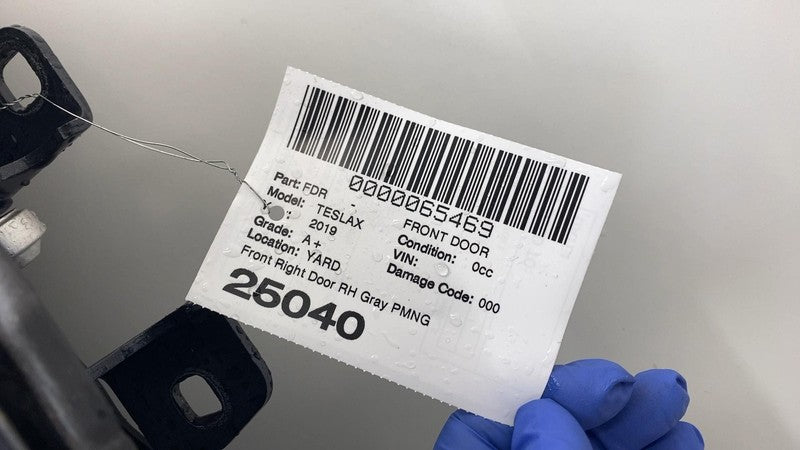 0000065469
Part: FDR - FRONT DOOR
Model: TESLAX Condition: 0cc
Y : 2019 VIN:
Grade: A+ Damage Code: 000
Location: YARD
Front Right Door RH Gray PMNG
25040